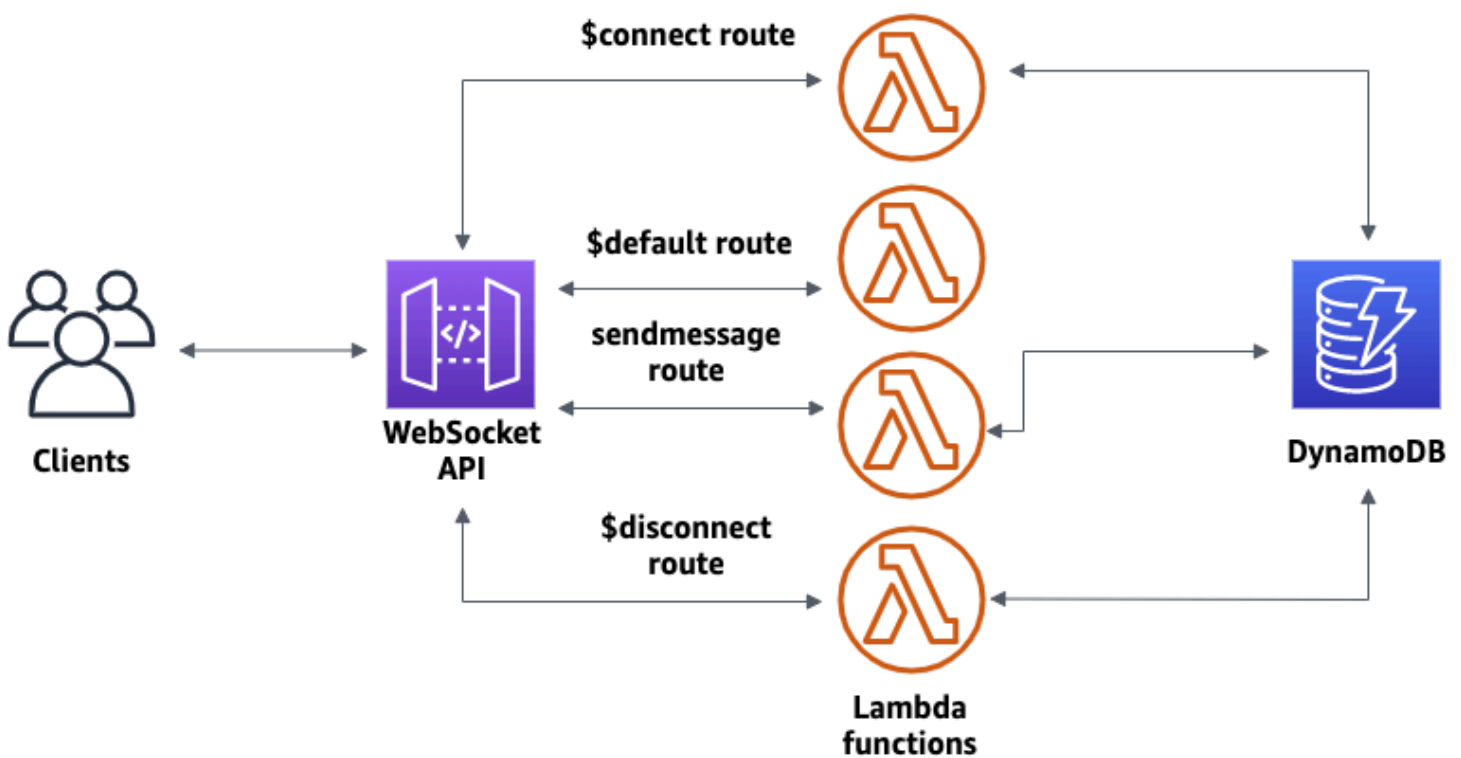 $connect route
$default route
sendmessage
route
</>
WebSocket
API
Clients
DynamoDB
$disconnect
route
Lambda
functions